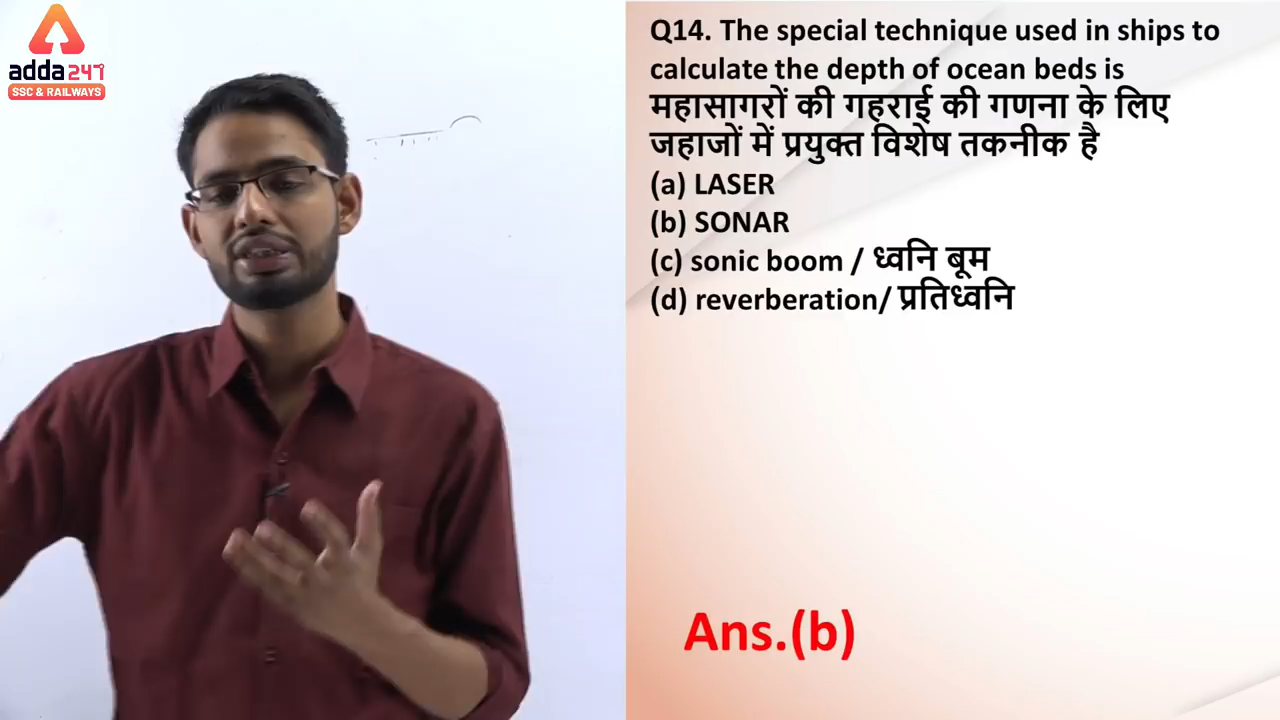 adda247
SSC & RAILWAYS
Q14. The special technique used in ships to
calculate the depth of ocean beds is
महासागरों की गहराई की गणना के लिए
जहाजों में प्रयुक्त विशेष तकनीक है
(a) LASER
(b) SONAR
(c) sonic boom / ध्वनि बूम
(d) reverberation/ प्रतिध्वनि
Ans.(b)